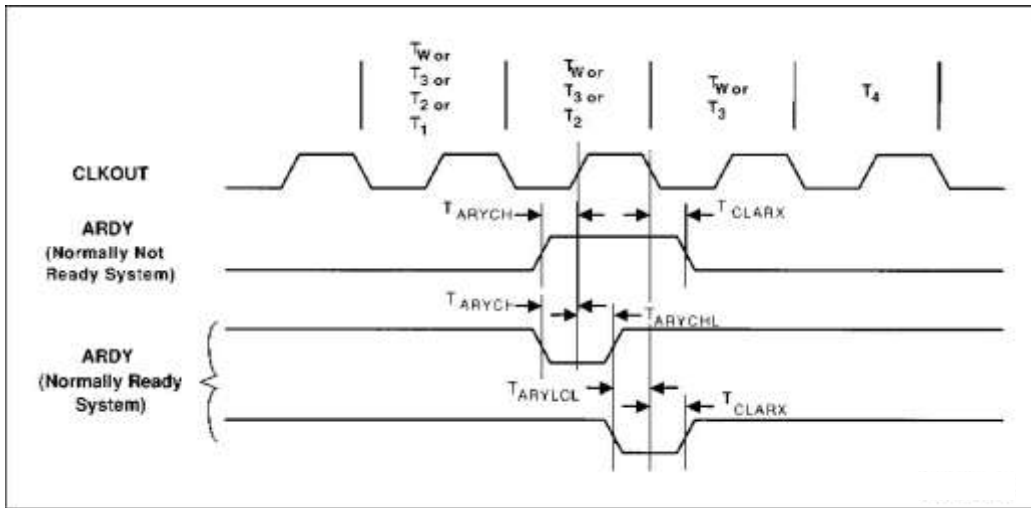 TW or
T3 or
T2 or
T1
TW or
T3 or
T2
TW or
T3
T4
CLKOUT
TARYCH
TCLARX
ARDY
(Normally Not
Ready System)
TARYCH
TARYCHL
ARDY
(Normally Ready
System)
TARYLCL
TCLARX